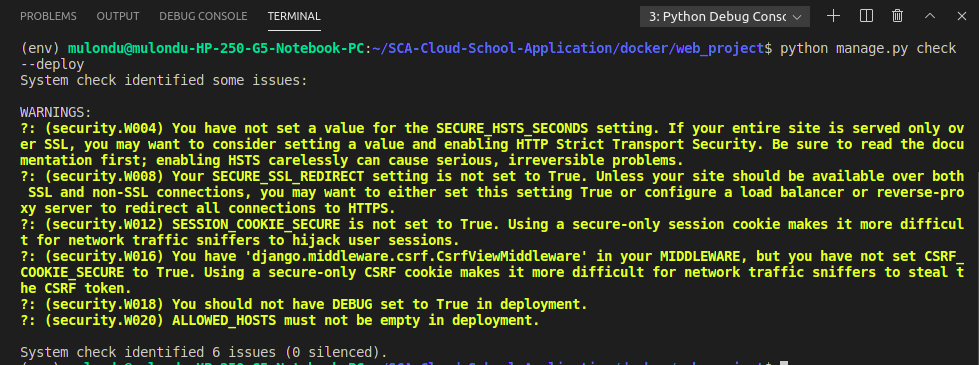 PROBLEMS OUTPUT DEBUG CONSOLE TERMINAL 3: Python Debug Consc
(env) mulondu@mulondu-HP-250-G5-Notebook-PC:~/SCA-Cloud-School-Application/docker/web_project$ python manage.py check
--deploy
System check identified some issues:
WARNINGS:
?: (security.W004) You have not set a value for the SECURE_HSTS_SECONDS setting. If your entire site is served only ov
er SSL, you may want to consider setting a value and enabling HTTP Strict Transport Security. Be sure to read the docu
mentation first; enabling HSTS carelessly can cause serious, irreversible problems.
?: (security.W008) Your SECURE_SSL_REDIRECT setting is not set to True. Unless your site should be available over both
SSL and non-SSL connections, you may want to either set this setting True or configure a load balancer or reverse-pro
xy server to redirect all connections to HTTPS.
?: (security.W012) SESSION_COOKIE_SECURE is not set to True. Using a secure-only session cookie makes it more difficul
t for network traffic sniffers to hijack user sessions.
?: (security.W016) You have 'django.middleware.csrf.CsrfViewMiddleware' in your MIDDLEWARE, but you have not set CSRF_
COOKIE_SECURE to True. Using a secure-only CSRF cookie makes it more difficult for network traffic sniffers to steal t
he CSRF token.
?: (security.W018) You should not have DEBUG set to True in deployment.
?: (security.W020) ALLOWED_HOSTS must not be empty in deployment.
System check identified 6 issues (0 silenced).